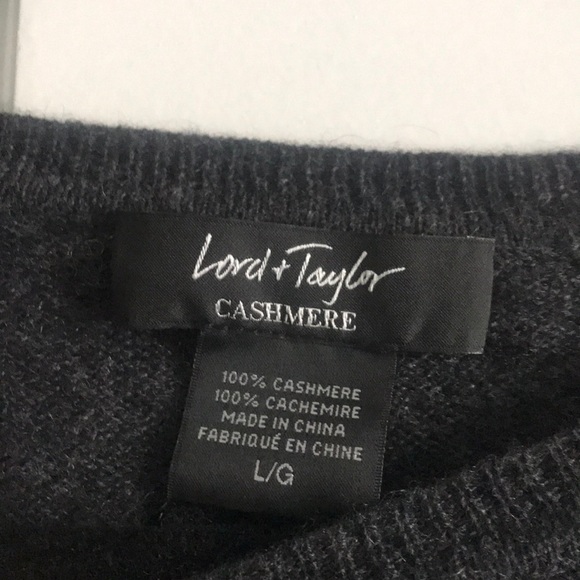 Lord + Taylor
CASHMERE
100% CASHMERE
100% CACHEMIRE
MADE IN CHINA
FABRIQUÉ EN CHINE
L/G